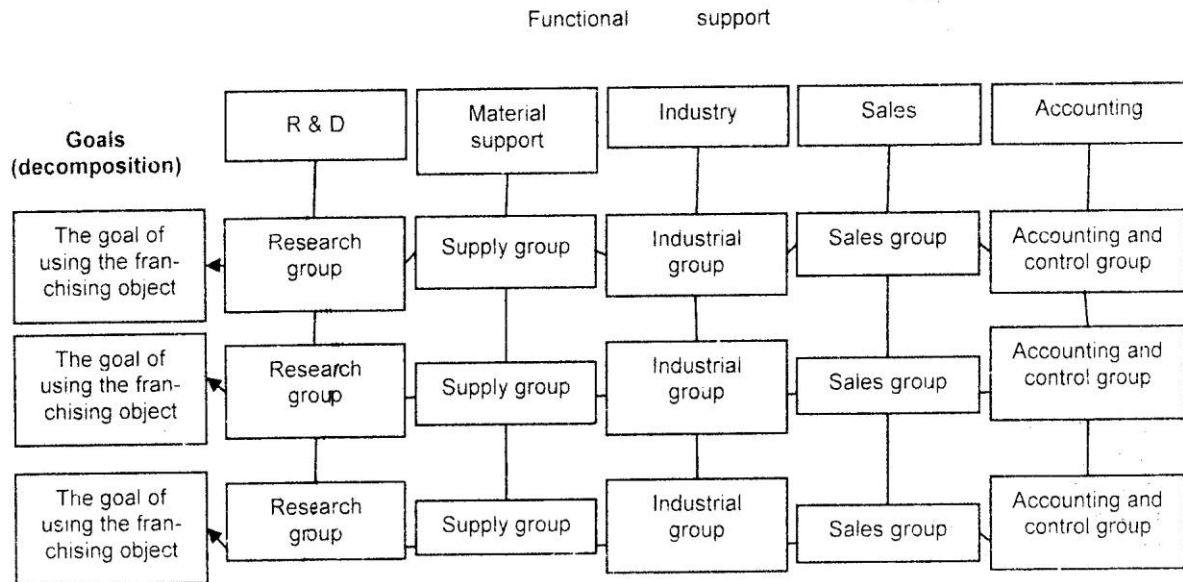 Functional support
R & D
Material
support
Industry
Sales
Accounting
Goals
(decomposition)
The goal of
using the fran-
chising object
Research
group
Supply group
Industrial
group
Sales group
Accounting and
control group
The goal of
using the fran-
chising object
Research
group
Supply group
Industrial
group
Sales group
Accounting and
control group
The goal of
using the fran-
chising object
Research
group
Supply group
Industrial
group
Sales group
Accounting and
control group